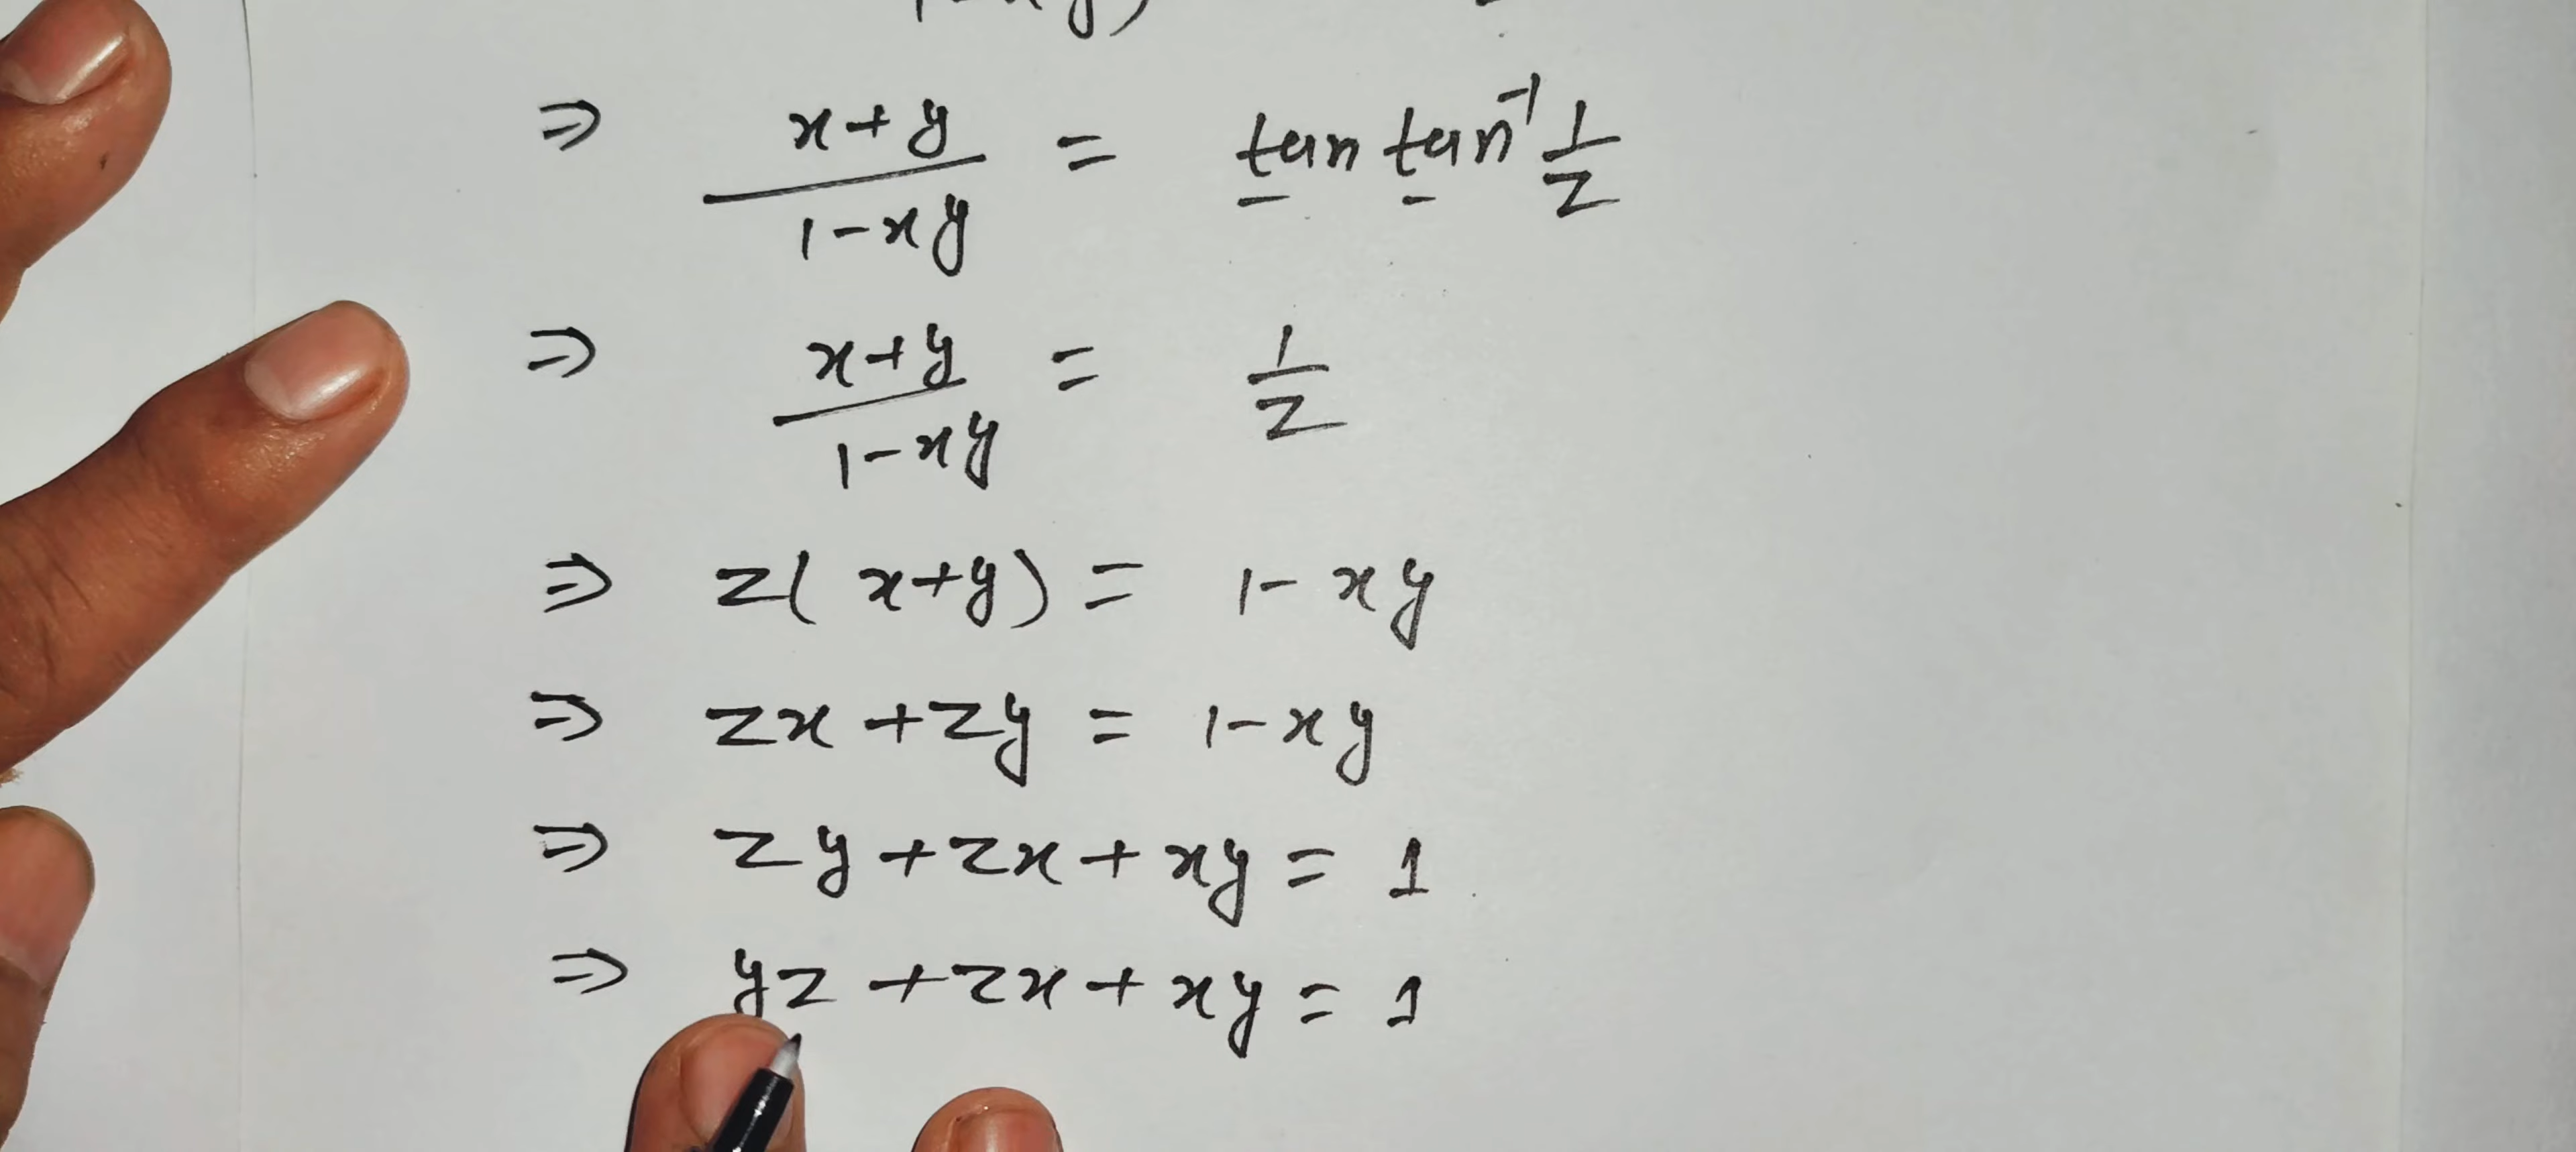 ⇒ x+y/1-xy = tan tan⁻¹ 1/z
⇒ x+y/1-xy = 1/z
⇒ z(x+y) = 1-xy
⇒ zx+zy = 1-xy
⇒ zy+zx+xy = 1
⇒ yz+zx+xy = 1